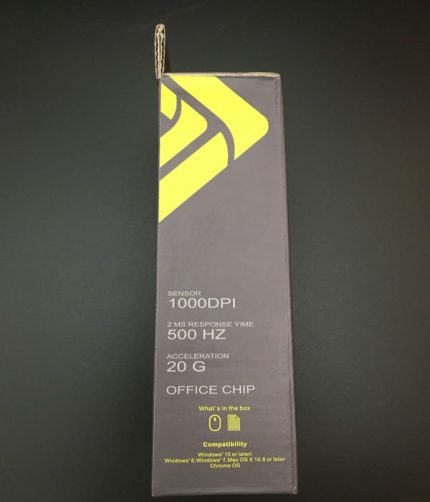 SENSOR
1000DPI
2 MS RESPONSE YIME
500 HZ
ACCELERATION
20 G
OFFICE CHIP
What's in the box
Compatibility
Windows® 10 or later/
Windows® 8,Windows® 7,Mac OS X 10.8 or later
Chrome OS